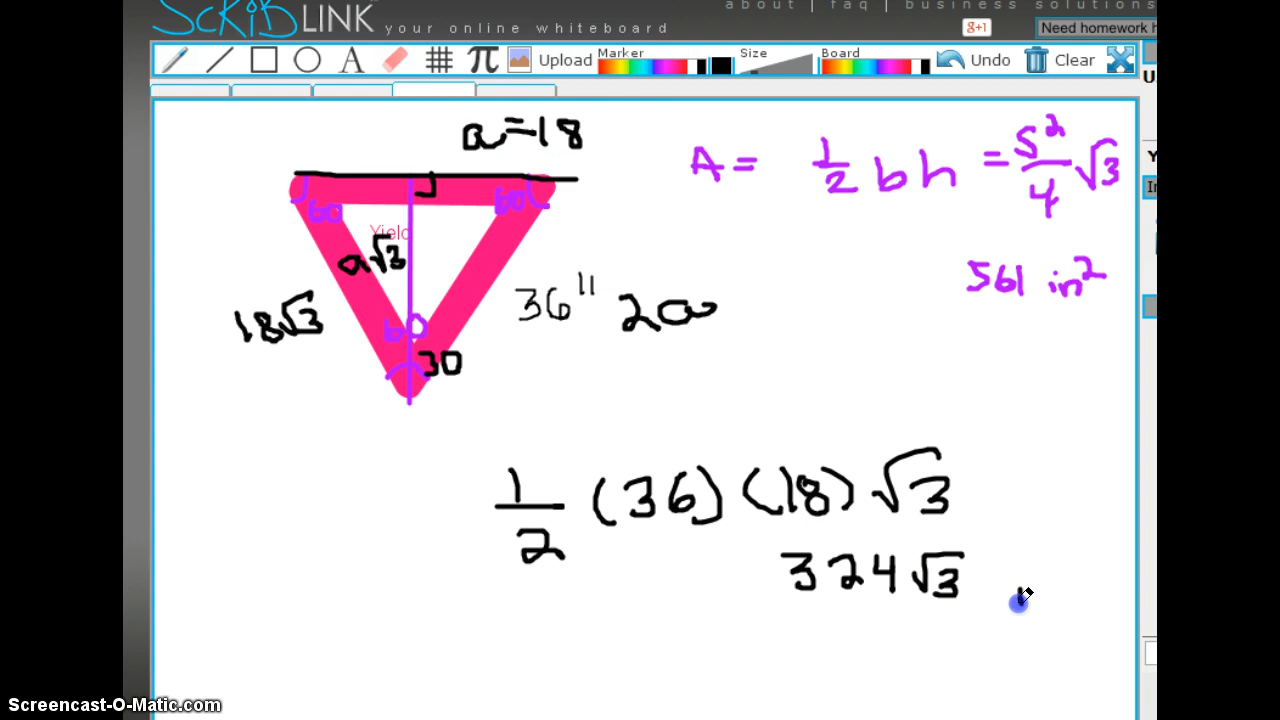 about | faq | business solutions
SCRIBLINK your online whiteboard
g+1
Need homework h
A Upload Marker Size Board Undo Clear
a=18
A = 1/2 bh = S²/4 √3
60 60
Yield
a√3
561 in²
18√3
36" 2a
60
30
1/2 (36) (18) √3
324√3
Screencast-O-Matic.com